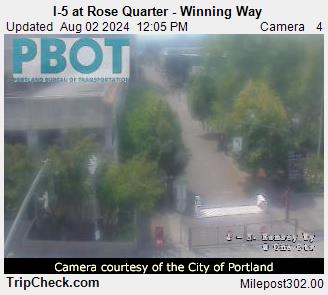 I-5 at Rose Quarter - Winning Way
Updated Aug 02 2024 12:05 PM Camera 4
PBOT
PORTLAND BUREAU OF TRANSPORTATION
Camera courtesy of the City of Portland
TripCheck.com Milepost302.00